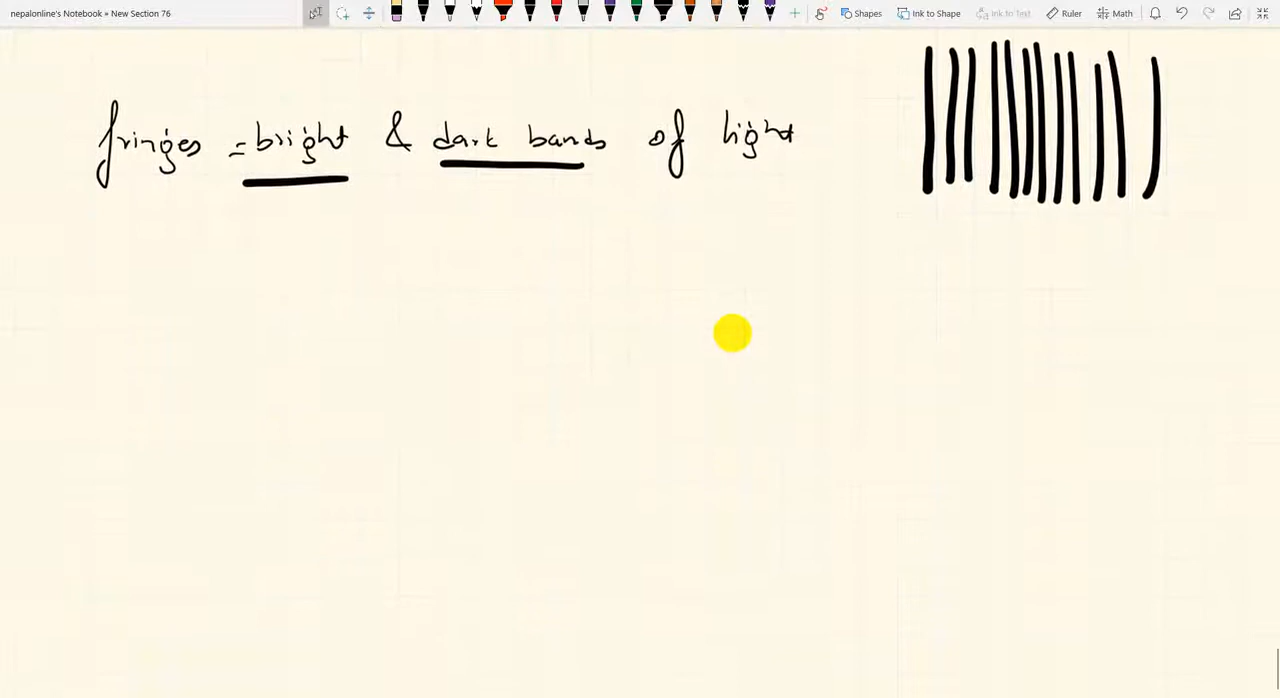 nepalonline's Notebook » New Section 76
Shapes Ink to Shape Ink to Text Ruler Math
fringes = bright & dark bands of light